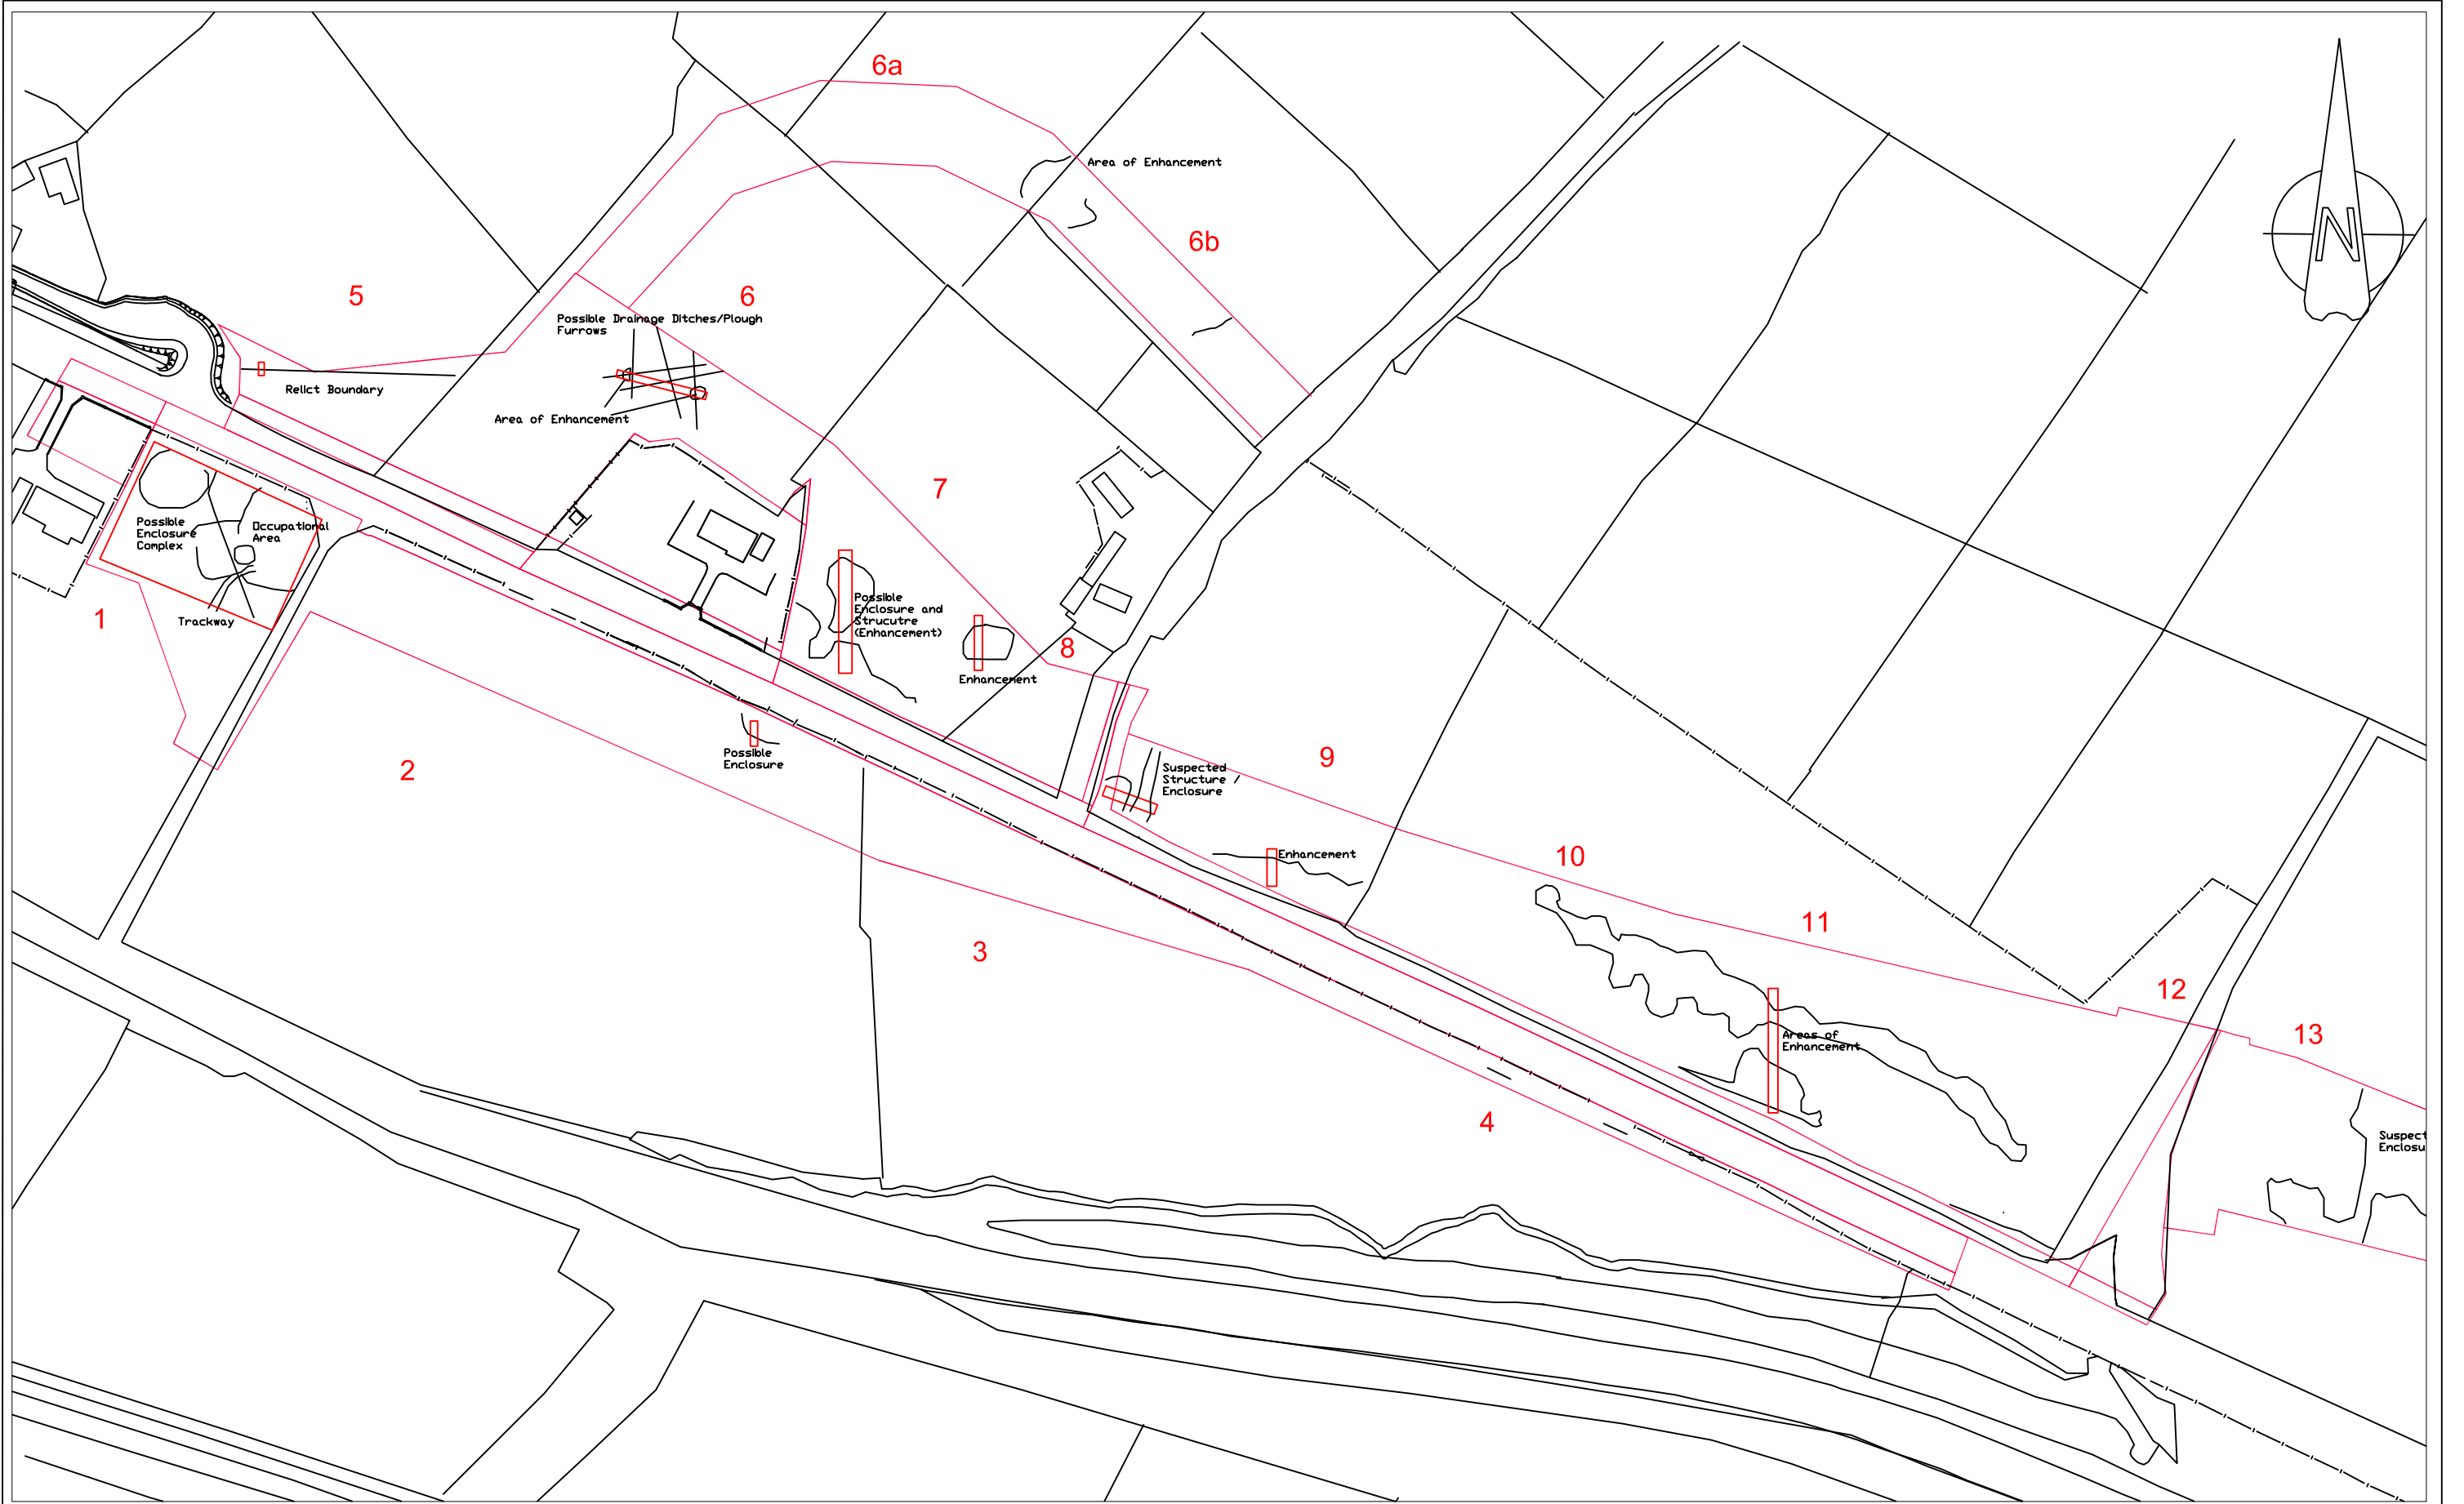 6a
Area of Enhancement
6b
N
5
6
Possible Drainage Ditches/Plough
Furrows
Relict Boundary
Area of Enhancement
7
Possible
Enclosure
Complex
Occupational
Area
Trackway
1
Possible
Enclosure and
Strucutre
(Enhancement)
8
Enhancement
2
Possible
Enclosure
9
Suspected
Structure /
Enclosure
Enhancement
10
11
3
12
13
Areas of
Enhancement
4
Suspect
Enclosu